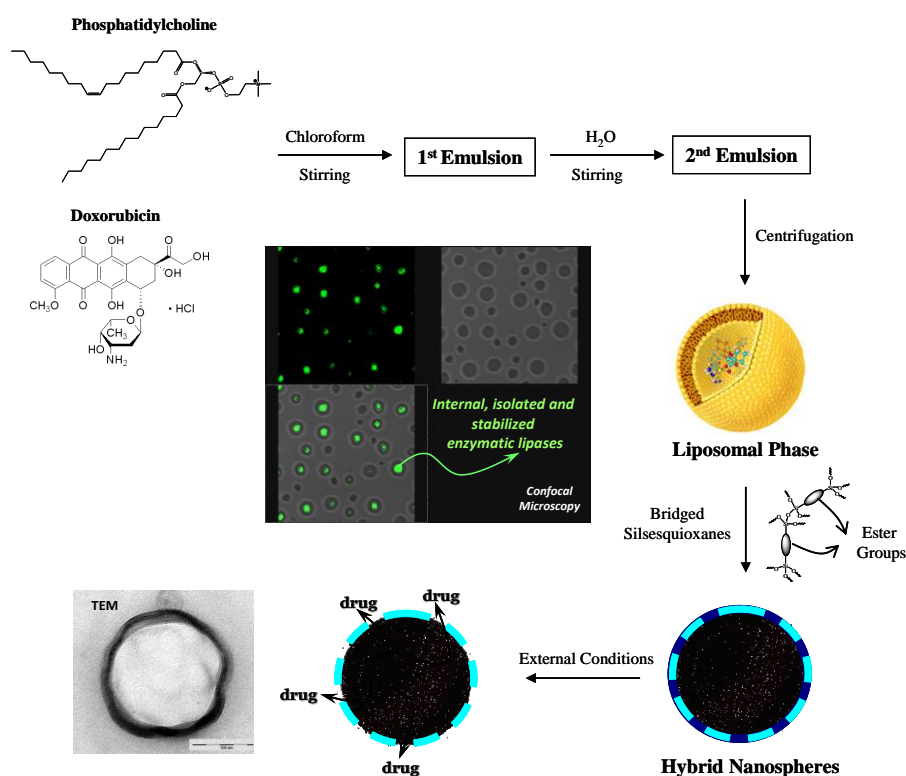 Phosphatidylcholine
Chloroform
Stirring
1st Emulsion
H2O
Stirring
2nd Emulsion
Doxorubicin
O
OH
O
OH
OH
CH3O
O
OH
O
• HCl
O
CH3
HO
NH2
Centrifugation
Internal, isolated and
stabilized
enzymatic lipases
Confocal
Microscopy
Liposomal Phase
Bridged
Silsesquioxanes
Ester
Groups
TEM
drug
drug
drug
drug
External Conditions
Hybrid Nanospheres